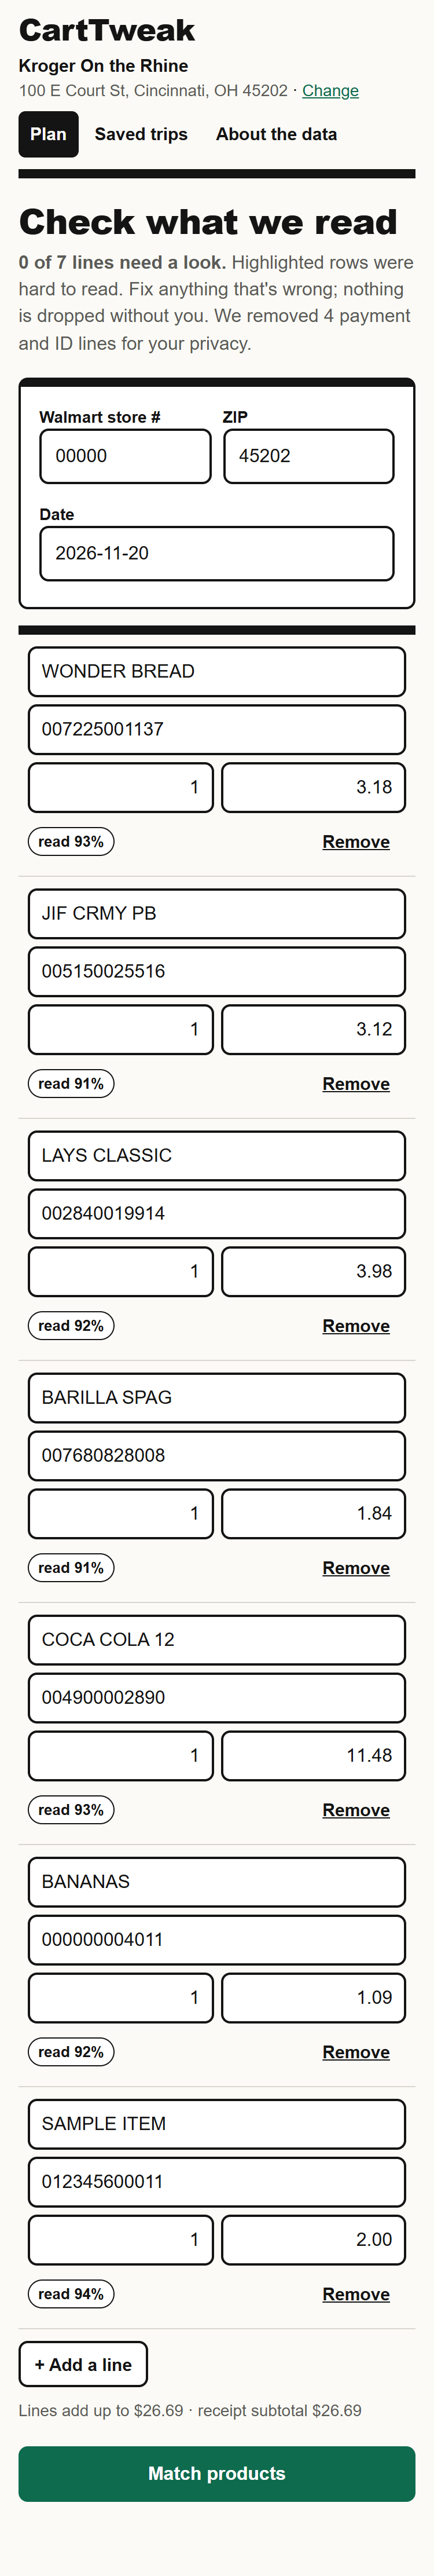 CartTweak
Kroger On the Rhine
100 E Court St, Cincinnati, OH 45202 · Change
Plan Saved trips About the data
Check what we read
0 of 7 lines need a look. Highlighted rows were
hard to read. Fix anything that's wrong; nothing
is dropped without you. We removed 4 payment
and ID lines for your privacy.
Walmart store # ZIP
00000 45202
Date
2026-11-20
WONDER BREAD
007225001137
1 3.18
read 93% Remove
JIF CRMY PB
005150025516
1 3.12
read 91% Remove
LAYS CLASSIC
002840019914
1 3.98
read 92% Remove
BARILLA SPAG
007680828008
1 1.84
read 91% Remove
COCA COLA 12
004900002890
1 11.48
read 93% Remove
BANANAS
000000004011
1 1.09
read 92% Remove
SAMPLE ITEM
012345600011
1 2.00
read 94% Remove
+ Add a line
Lines add up to $26.69 · receipt subtotal $26.69
Match products